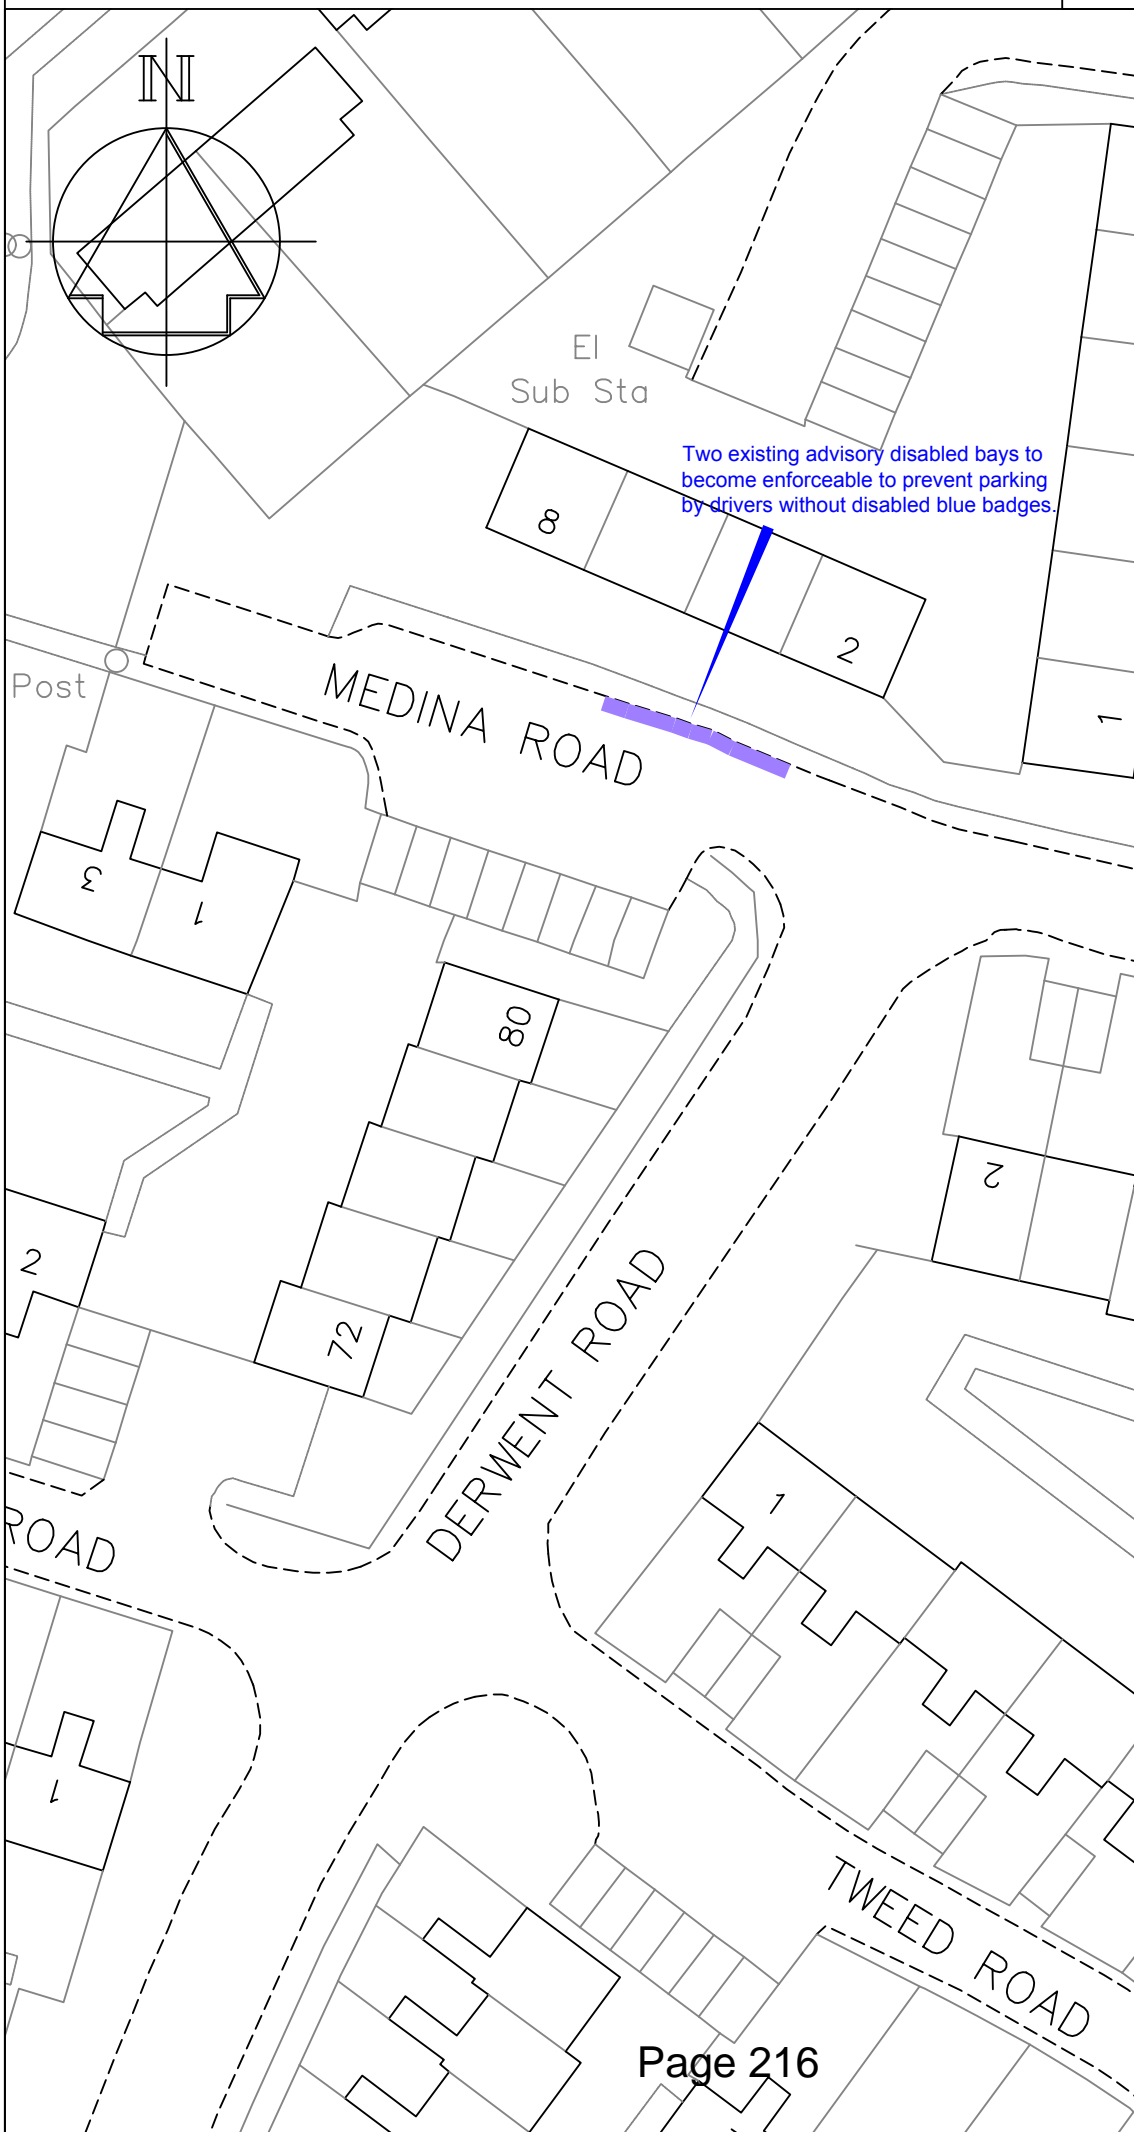 N
El
Sub Sta
Two existing advisory disabled bays to
become enforceable to prevent parking
by drivers without disabled blue badges.
8
2
1
Post
MEDINA ROAD
3
1
80
2
2
72
DERWENT ROAD
1
ROAD
1
TWEED ROAD
Page 216